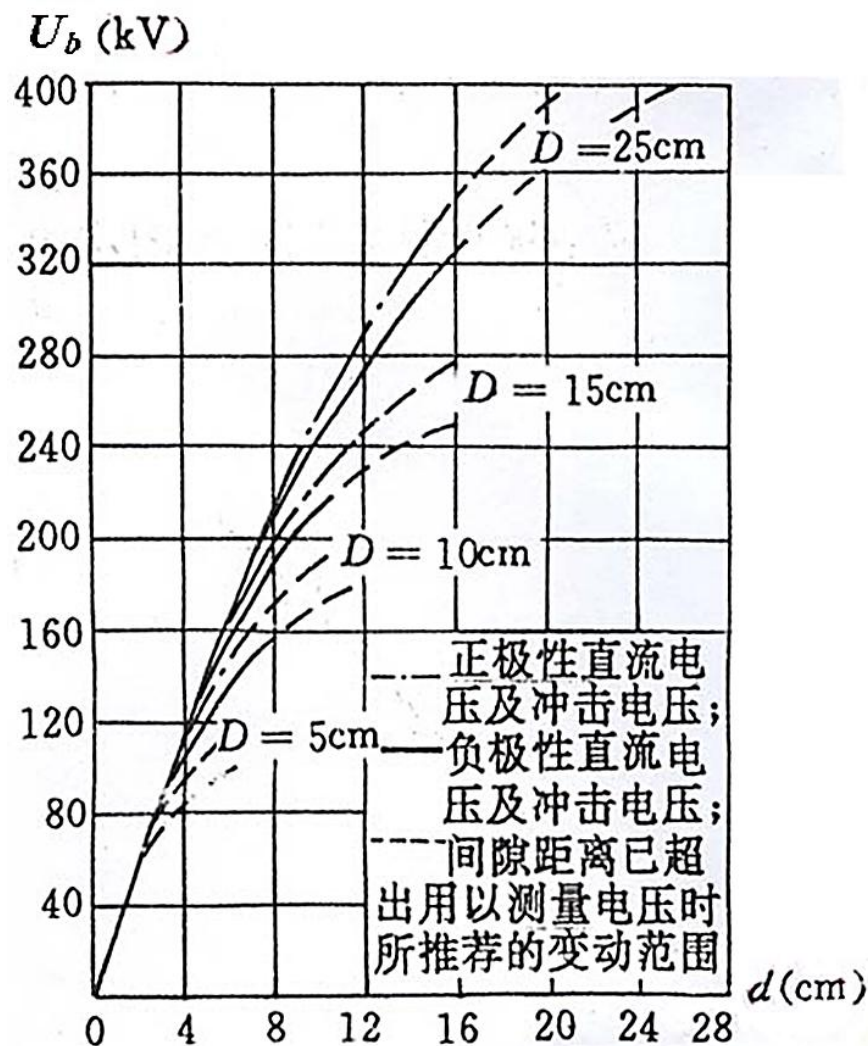 U_b (kV)
400
360
320
280
240
200
160
120
80
40
D = 25cm
D = 15cm
D = 10cm
D = 5cm
正极性直流电
压及冲击电压；
负极性直流电
压及冲击电压；
间隙距离已超
出用以测量电压时
所推荐的变动范围
0 4 8 12 16 20 24 28
d (cm)